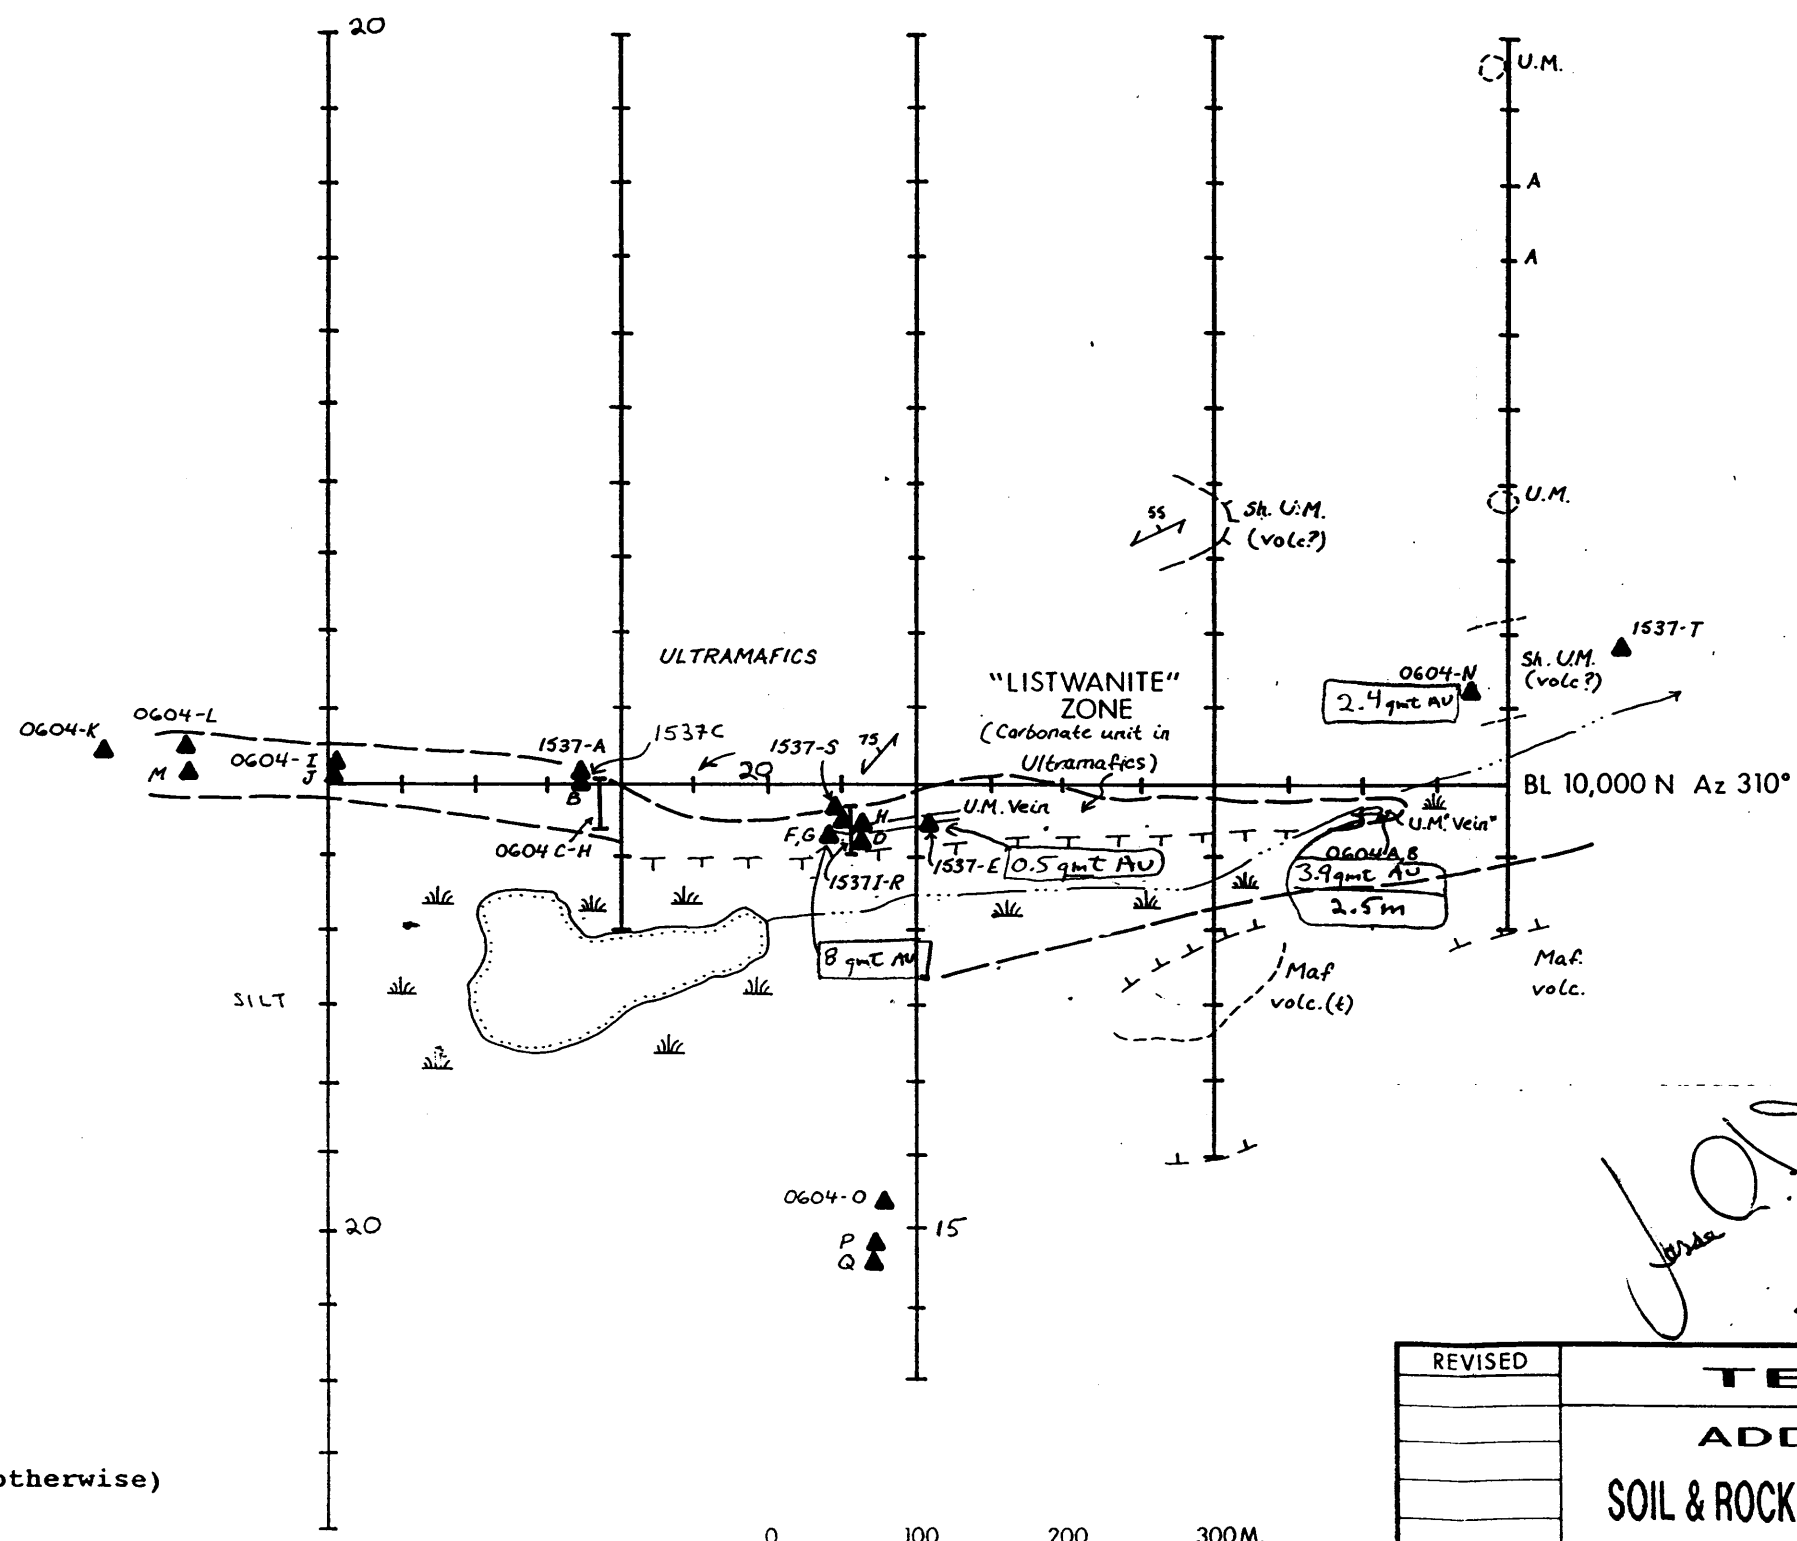 20
U.M.
A
A
U.M.
55
Sh. U.M.
(volc?)
1537-T
ULTRAMAFICS
"LISTWANITE"
ZONE
(Carbonate unit in
Ultramafics)
Sh. U.M.
(volc?)
0604-N
2.4 gmt AU
0604-K
0604-L
M
0604-I
J
1537-A
1537C
B
20
1537-S
75
BL 10,000 N Az 310°
U.M. Vein
H
F,G
D
U.M."Vein"
0604 C-H
1537I-R
1537-E
0.5 gmt AU
0604A,B
3.9 gmt AU
2.5 m
8 gmt AU
SILT
Maf
volc.(t)
Maf.
volc.
0604-O
P
Q
20
15
REVISED
TE
ADD
SOIL & ROCK
otherwise)
0 100 200 300M.